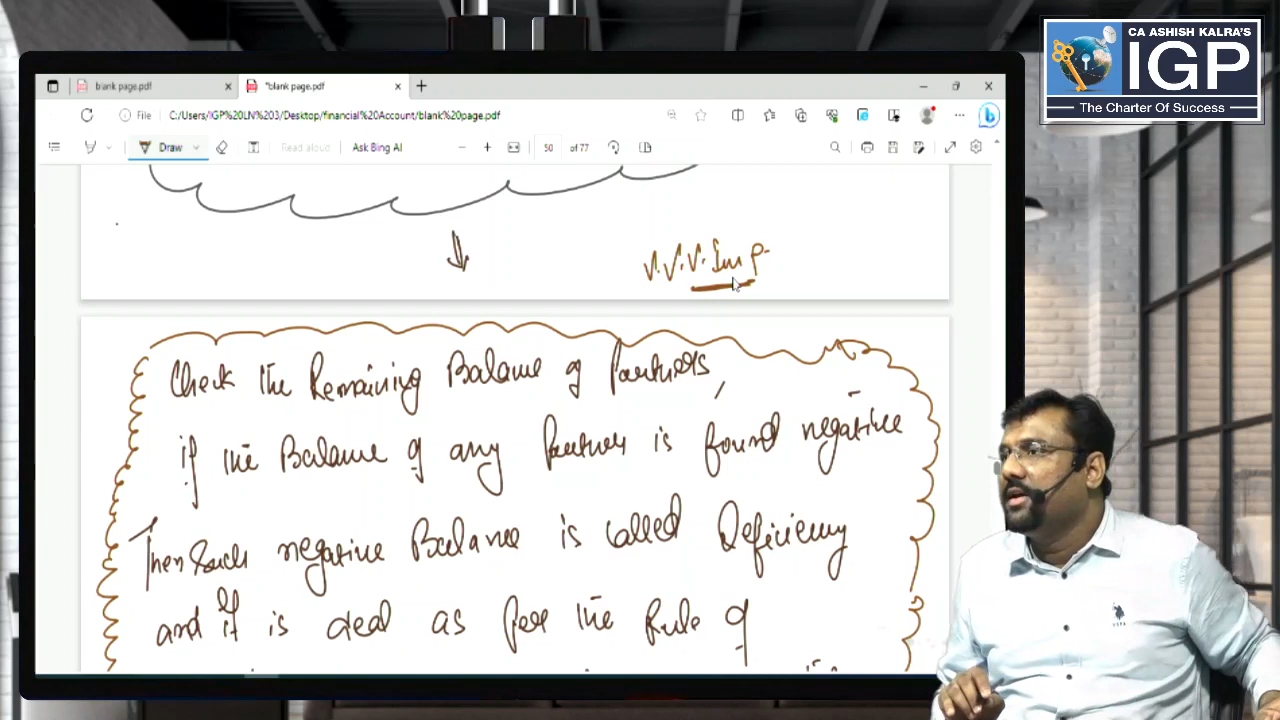 CA ASHISH KALRA'S
IGP
The Charter Of Success
blank page.pdf
*blank page.pdf
File
C:/Users/IGP%20LN%203/Desktop/financial%20Account/blank%20page.pdf
Draw
Read aloud
Ask Bing AI
50 of 77
V.V.V. Imp.
Check the Remaining Balance of Partners,
if the Balance of any Partner is found negative
Then such negative Balance is called Deficiency
and it is deal as per the Rule of